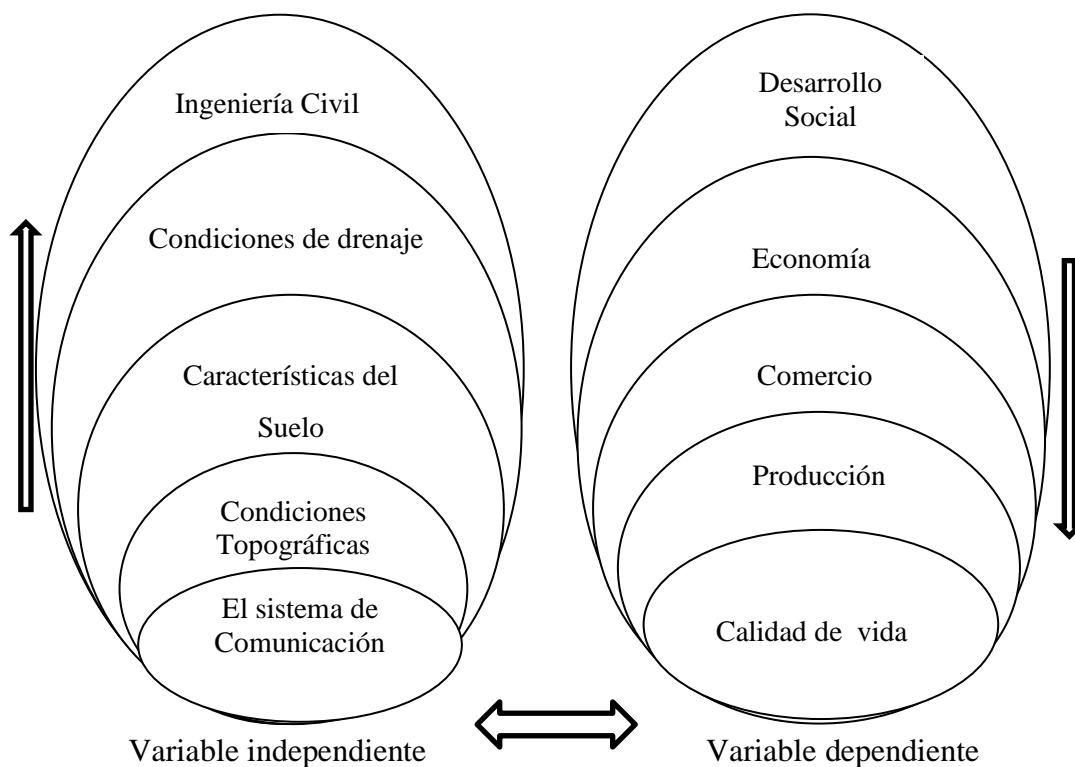 Ingeniería Civil
Condiciones de drenaje
Características del
Suelo
Condiciones
Topográficas
El sistema de
Comunicación
Variable independiente
Desarrollo
Social
Economía
Comercio
Producción
Calidad de vida
Variable dependiente